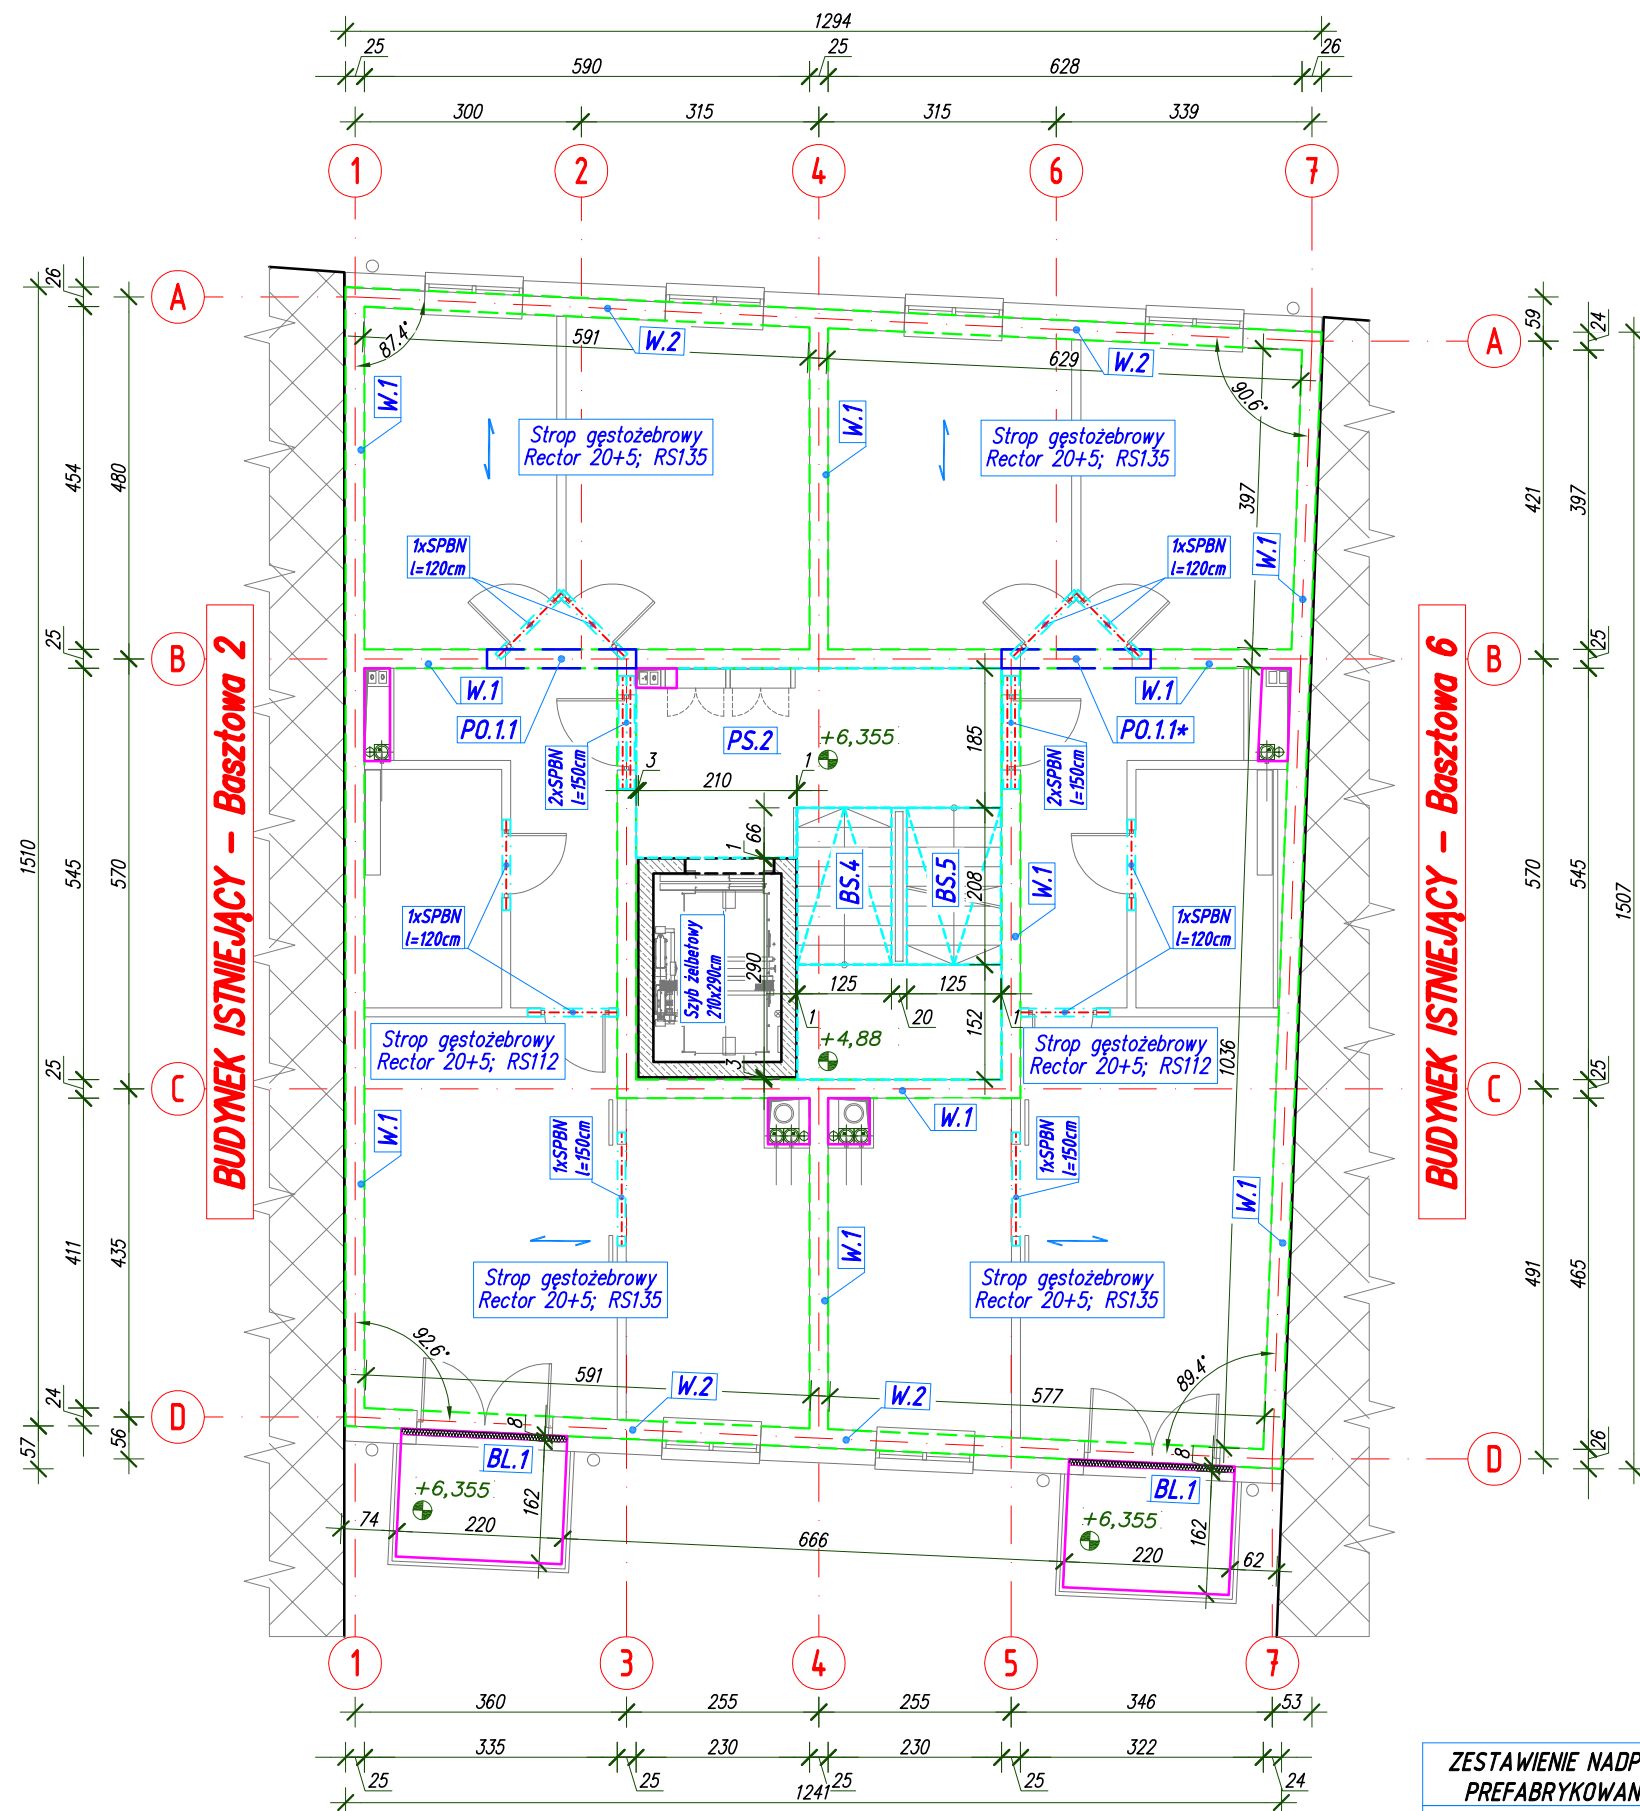 1294
25
25
26
590
628
300
315
315
339
1
2
4
6
7
A
A
26
87.4°
591
W.2
W.2
629
90.6°
59
24
W.1
W.1
Strop gęstożebrowy
Rector 20+5; RS135
Strop gęstożebrowy
Rector 20+5; RS135
454
480
397
421
397
1xSPBN
l=120cm
1xSPBN
l=120cm
W.1
25
B
B
25
W.1
PO.1.1
W.1
PO.1.1*
PS.2
+6,355
185
2xSPBN
l=150cm
2xSPBN
l=150cm
3
210
1
66
1
BUDYNEK ISTNIEJĄCY - Basztowa 2
BUDYNEK ISTNIEJĄCY - Basztowa 6
1510
545
570
570
545
1507
BS.4
BS.5
208
W.1
1xSPBN
l=120cm
1xSPBN
l=120cm
Szyb żelbetowy
210x290cm
290
125
125
1
20
1
152
+4,88
3
Strop gęstożebrowy
Rector 20+5; RS112
Strop gęstożebrowy
Rector 20+5; RS112
1036
25
C
C
25
W.1
W.1
1xSPBN
l=150cm
1xSPBN
l=150cm
W.1
W.1
411
435
491
465
Strop gęstożebrowy
Rector 20+5; RS135
Strop gęstożebrowy
Rector 20+5; RS135
92.6°
89.4°
591
W.2
W.2
577
24
D
57
56
8
8
26
D
BL.1
BL.1
+6,355
+6,355
162
162
74
220
666
220
62
1
3
4
5
7
360
255
255
346
53
335
230
230
322
25
25
25
25
24
1241
ZESTAWIENIE NADP
PREFABRYKOWAN